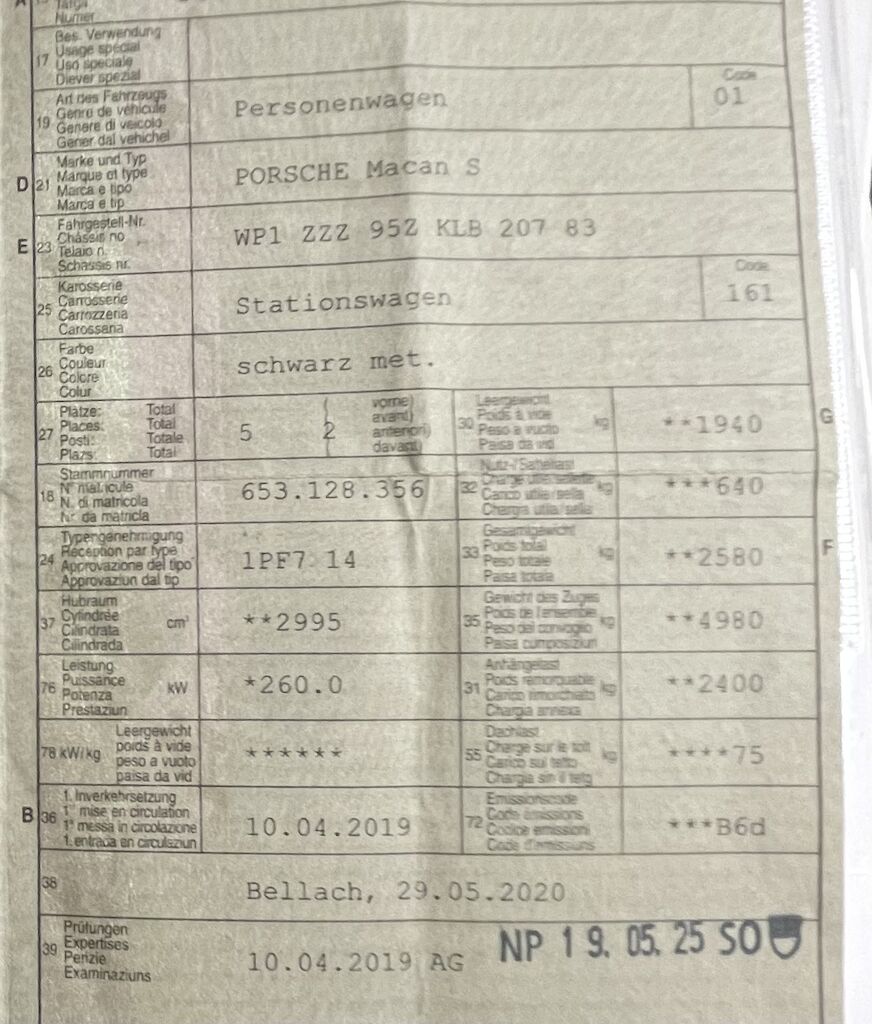 Numer
17 Bes. Verwendung
Usage spécial
Uso speciale
Diever spezial
19 Art des Fahrzeugs
Genre de véhicule
Genere di veicolo
Gener dal vehichel
Personenwagen
Code
01
D 21 Marke und Typ
Marque et type
Marca e tipo
Marca e tip
PORSCHE Macan S
E 23 Fahrgestell-Nr.
Châssis no
Telaio n.
Schassis nr.
WP1 ZZZ 95Z KLB 207 83
25 Karosserie
Carrosserie
Carrozzeria
Carossaria
Stationswagen
Code
161
26 Farbe
Couleur
Colore
Colur
schwarz met.
27 Plätze: Total
Places: Total
Posti: Totale
Plazs: Total
5 ( 2 vorne)
avant)
anteriori)
davant)
30 Leergewicht
Poids à vide
Peso a vuoto
Paisa da vid
kg
**1940
G
18 Stammnummer
N° matricule
N. di matricola
Nr. da matricla
653.128.356
32 Nutz-/Sattellast
Charge utile/sellette
Carico utile/sella
Chargia utila/sella
kg
***640
24 Typengenehmigung
Réception par type
Approvazione del tipo
Approvaziun dal tip
1PF7 14
33 Gesamtgewicht
Poids total
Peso totale
Paisa totala
kg
**2580
F
37 Hubraum
Cylindrée
Cilindrata
Cilindrada
cm³
**2995
35 Gewicht des Zuges
Poids de l'ensemble
Peso del convoglio
Paisa cumposiziun
kg
**4980
76 Leistung
Puissance
Potenza
Prestaziun
kW
*260.0
31 Anhängelast
Poids remorquable
Carico rimorchiato
Chargia annexa
kg
**2400
78 kW/kg Leergewicht
poids à vide
peso a vuoto
paisa da vid
******
55 Dachlast
Charge sur le toit
Carico sul tetto
Chargia sin il tetg
kg
****75
B 36 1. Inverkehrsetzung
1re mise en circulation
1a messa in circolazione
1. entrada en circulaziun
10.04.2019
72 Emissionscode
Code émissions
Codice emissioni
Code d'emissiuns
***B6d
38
Bellach, 29.05.2020
39 Prüfungen
Expertises
Perizie
Examinaziuns
10.04.2019 AG
NP 19. 05. 25 SO